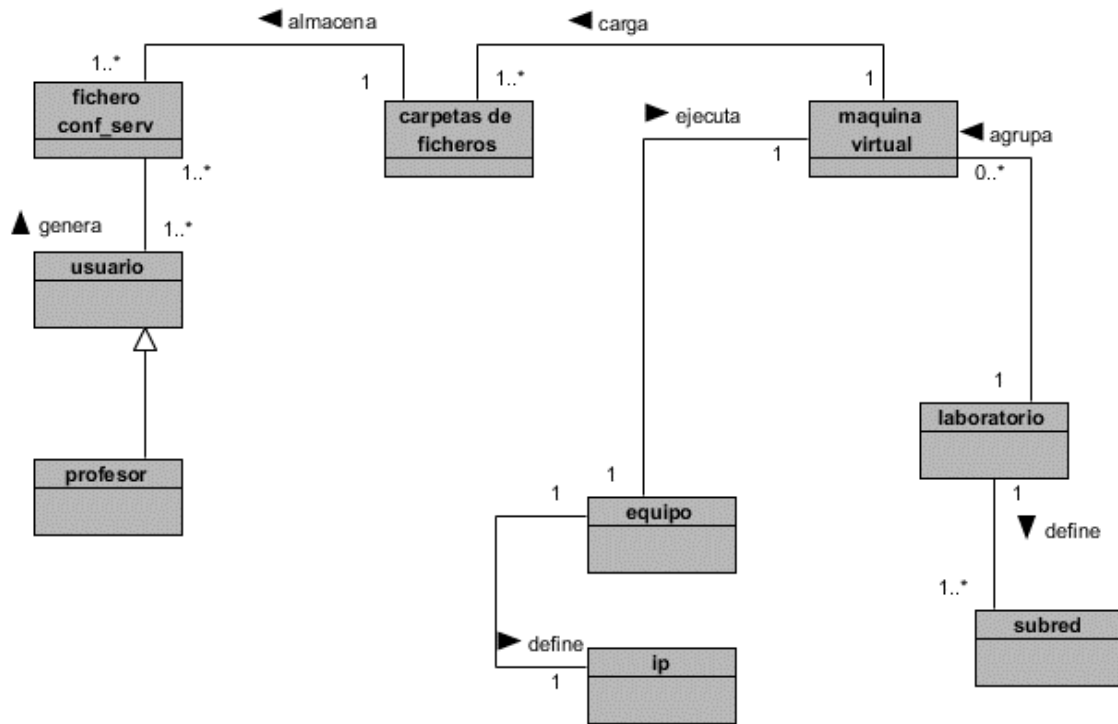 almacena
carga
1..*
1
1..*
1
fichero
conf_serv
carpetas de
ficheros
maquina
virtual
ejecuta
1
agrupa
0..*
1..*
genera
1..*
usuario
1
laboratorio
profesor
1
1
equipo
1
define
1..*
define
1
ip
subred